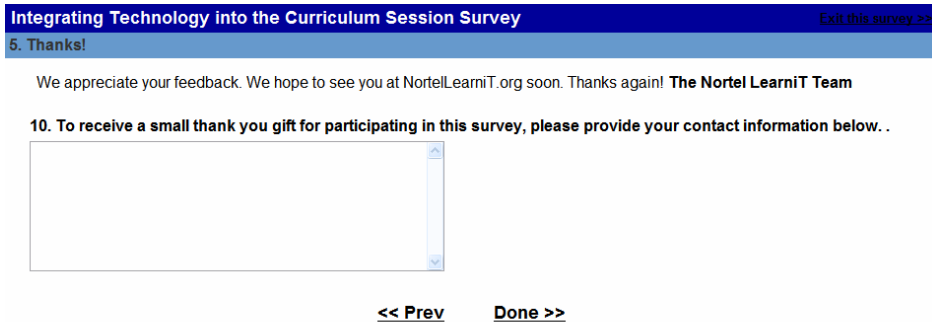 Integrating Technology into the Curriculum Session Survey Exit this survey >>
5. Thanks!
We appreciate your feedback. We hope to see you at NortelLearniT.org soon. Thanks again! The Nortel LearniT Team
10. To receive a small thank you gift for participating in this survey, please provide your contact information below. .
<< Prev Done >>